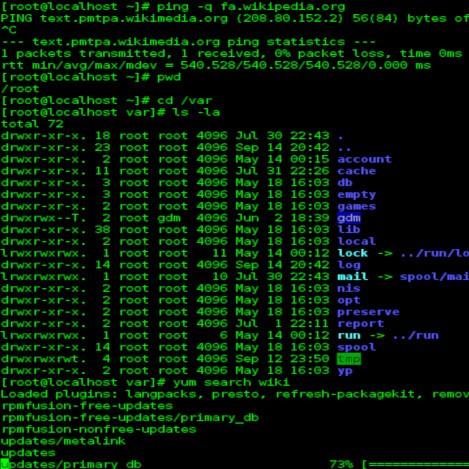 [root@localhost ~]# ping -q fa.wikipedia.org
PING text.pmtpa.wikimedia.org (208.80.152.2) 56(84) bytes of
^C
--- text.pmtpa.wikimedia.org ping statistics ---
1 packets transmitted, 1 received, 0% packet loss, time 0ms
rtt min/avg/max/mdev = 540.528/540.528/540.528/0.000 ms
[root@localhost ~]# pwd
/root
[root@localhost ~]# cd /var
[root@localhost var]# ls -la
total 72
drwxr-xr-x. 18 root root 4096 Jul 30 22:43 .
drwxr-xr-x. 23 root root 4096 Sep 14 20:42 ..
drwxr-xr-x. 2 root root 4096 May 14 00:15 account
drwxr-xr-x. 11 root root 4096 Jul 31 22:26 cache
drwxr-xr-x. 3 root root 4096 May 18 16:03 db
drwxr-xr-x. 3 root root 4096 May 18 16:03 empty
drwxr-xr-x. 2 root root 4096 May 18 16:03 games
drwxrwx--T. 2 root gdm 4096 Jun 2 18:39 gdm
drwxr-xr-x. 38 root root 4096 May 18 16:03 lib
drwxr-xr-x. 2 root root 4096 May 18 16:03 local
lrwxrwxrwx. 1 root root 11 May 14 00:12 lock -> ../run/lo
drwxr-xr-x. 14 root root 4096 Sep 14 20:42 log
lrwxrwxrwx. 1 root root 10 Jul 30 22:43 mail -> spool/mai
drwxr-xr-x. 2 root root 4096 May 18 16:03 nis
drwxr-xr-x. 2 root root 4096 May 18 16:03 opt
drwxr-xr-x. 2 root root 4096 May 18 16:03 preserve
drwxr-xr-x. 2 root root 4096 Jul 1 22:11 report
lrwxrwxrwx. 1 root root 6 May 14 00:12 run -> ../run
drwxr-xr-x. 14 root root 4096 May 18 16:03 spool
drwxrwxrwt. 4 root root 4096 Sep 12 23:50 tmp
drwxr-xr-x. 2 root root 4096 May 18 16:03 yp
[root@localhost var]# yum search wiki
Loaded plugins: langpacks, presto, refresh-packagekit, remov
rpmfusion-free-updates
rpmfusion-free-updates/primary_db
rpmfusion-nonfree-updates
updates/metalink
updates
updates/primary_db 73% [===========